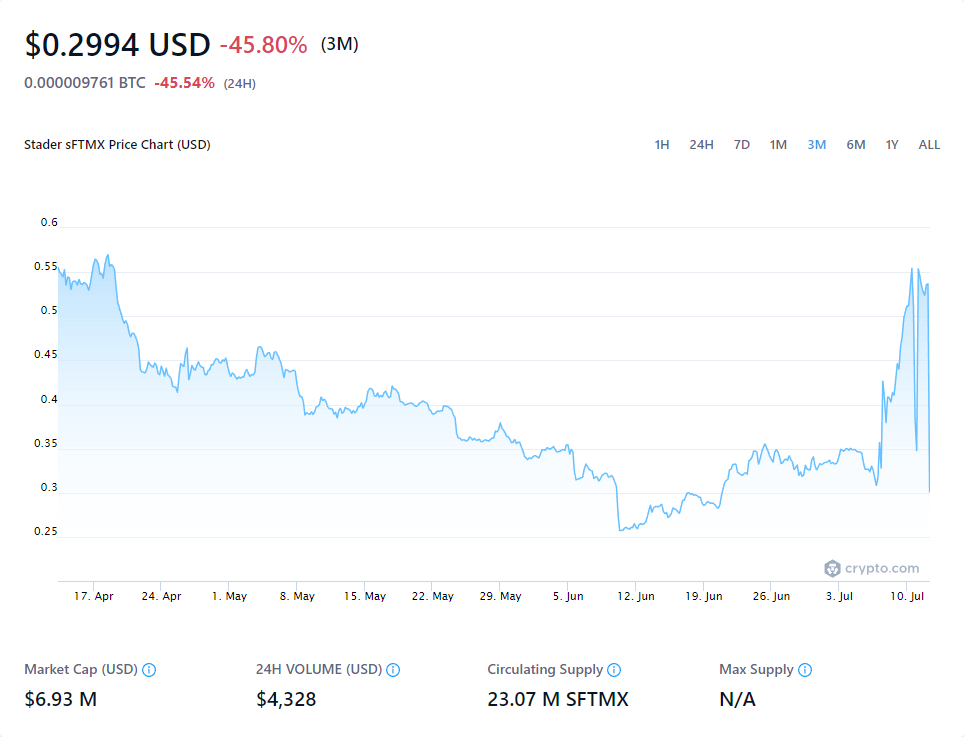 $0.2994 USD -45.80% (3M)
0.000009761 BTC -45.54% (24H)
Stader sFTMX Price Chart (USD)
1H 24H 7D 1M 3M 6M 1Y ALL
0.6
0.55
0.5
0.45
0.4
0.35
0.3
0.25
crypto.com
17. Apr 24. Apr 1. May 8. May 15. May 22. May 29. May 5. Jun 12. Jun 19. Jun 26. Jun 3. Jul 10. Jul
Market Cap (USD) 24H VOLUME (USD) Circulating Supply Max Supply
$6.93 M $4,328 23.07 M SFTMX N/A